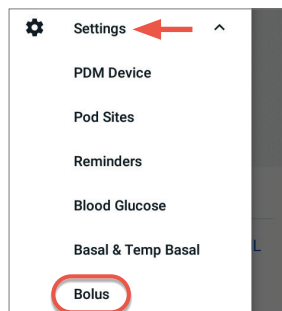 Settings
PDM Device
Pod Sites
Reminders
Blood Glucose
Basal & Temp Basal
L
Bolus